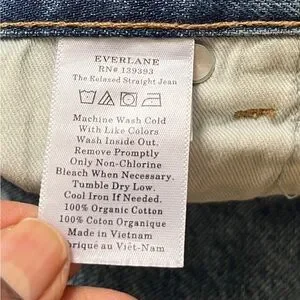 EVERLANE
RN# 139393
The Relaxed Straight Jean
Machine Wash Cold
With Like Colors
Wash Inside Out.
Remove Promptly
Only Non-Chlorine
Bleach When Necessary.
Tumble Dry Low.
Cool Iron If Needed.
100% Organic Cotton
100% Coton Organique
Made in Vietnam
brique au Viêt-Nam